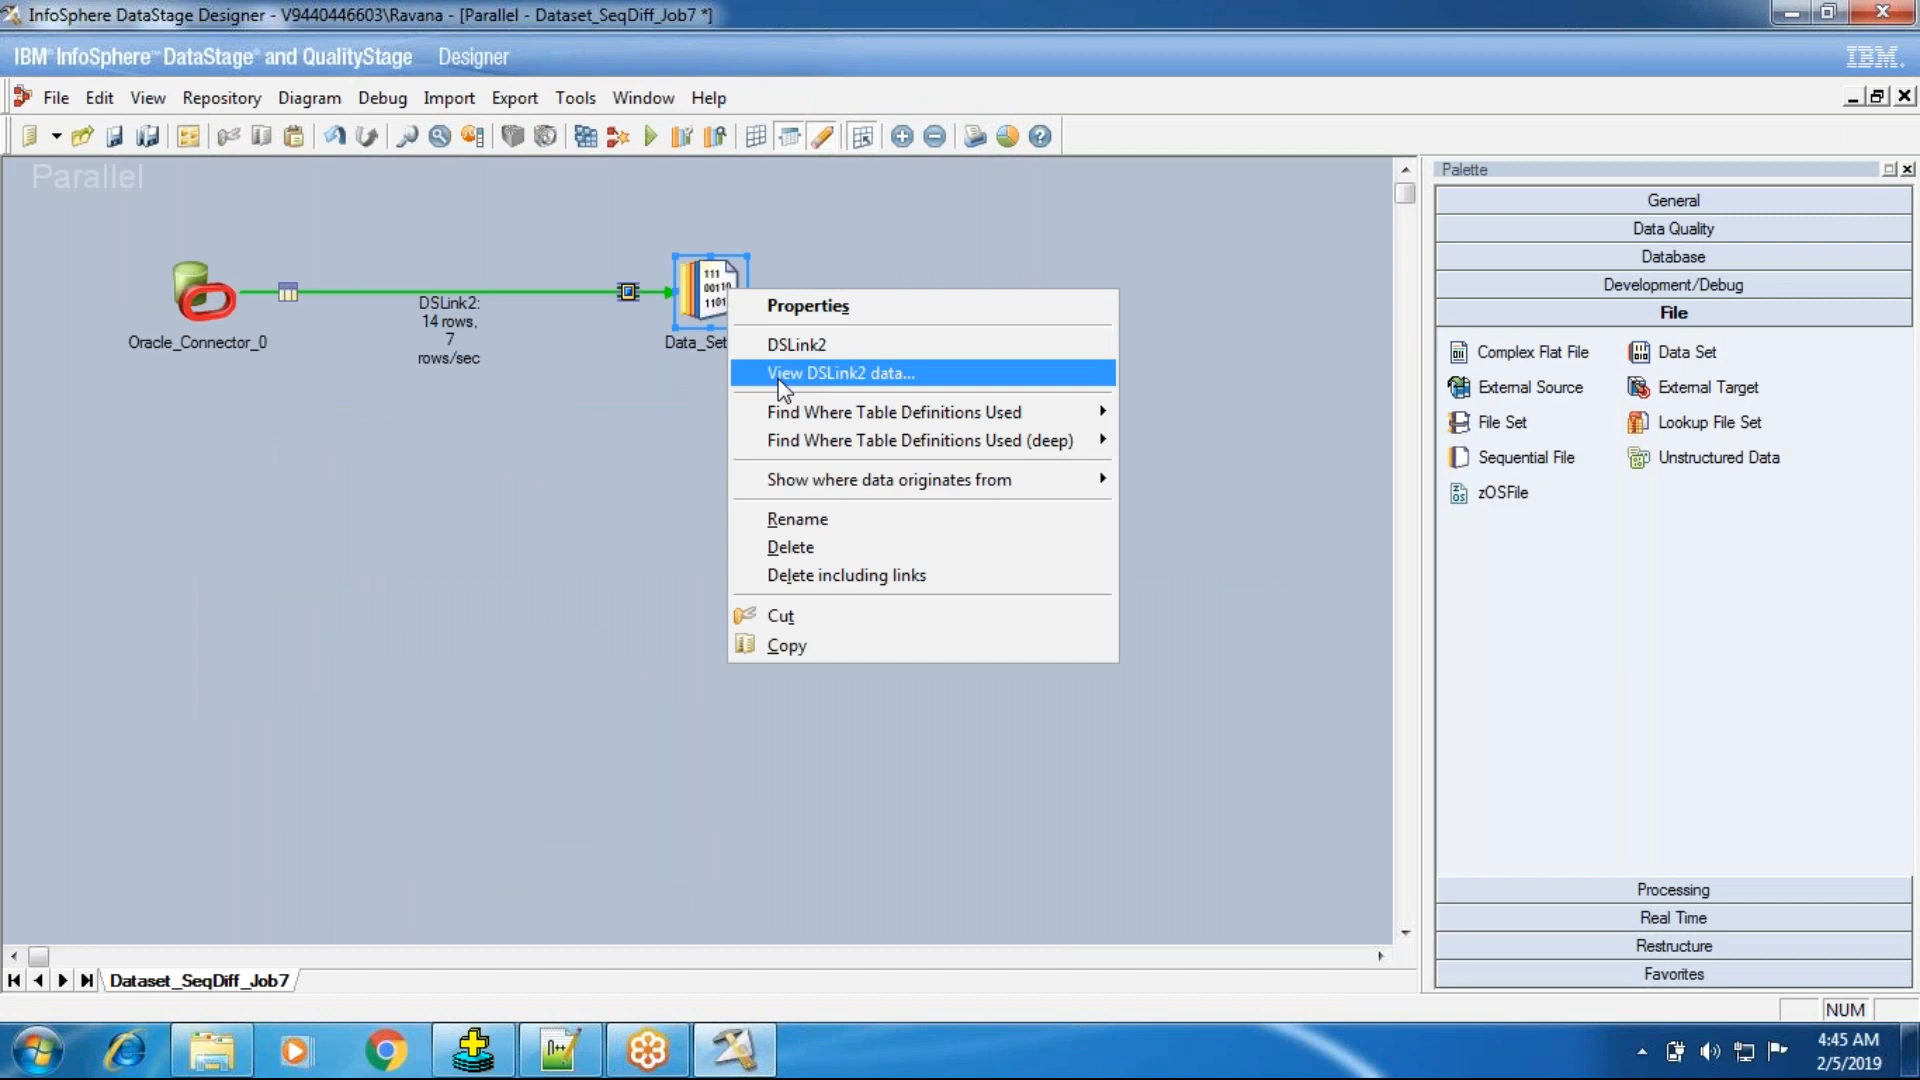 InfoSphere DataStage Designer - V9440446603\Ravana - [Parallel - Dataset_SeqDiff_Job7 *]
IBM® InfoSphere™ DataStage® and QualityStage Designer
IBM.
File Edit View Repository Diagram Debug Import Export Tools Window Help
Parallel
Oracle_Connector_0
DSLink2:
14 rows,
7
rows/sec
111
00110
1101
Data_Set
Properties
DSLink2
View DSLink2 data...
Find Where Table Definitions Used
Find Where Table Definitions Used (deep)
Show where data originates from
Rename
Delete
Delete including links
Cut
Copy
Palette
General
Data Quality
Database
Development/Debug
File
Complex Flat File
Data Set
External Source
External Target
File Set
Lookup File Set
Sequential File
Unstructured Data
zOSFile
Processing
Real Time
Restructure
Favorites
Dataset_SeqDiff_Job7
NUM
4:45 AM
2/5/2019